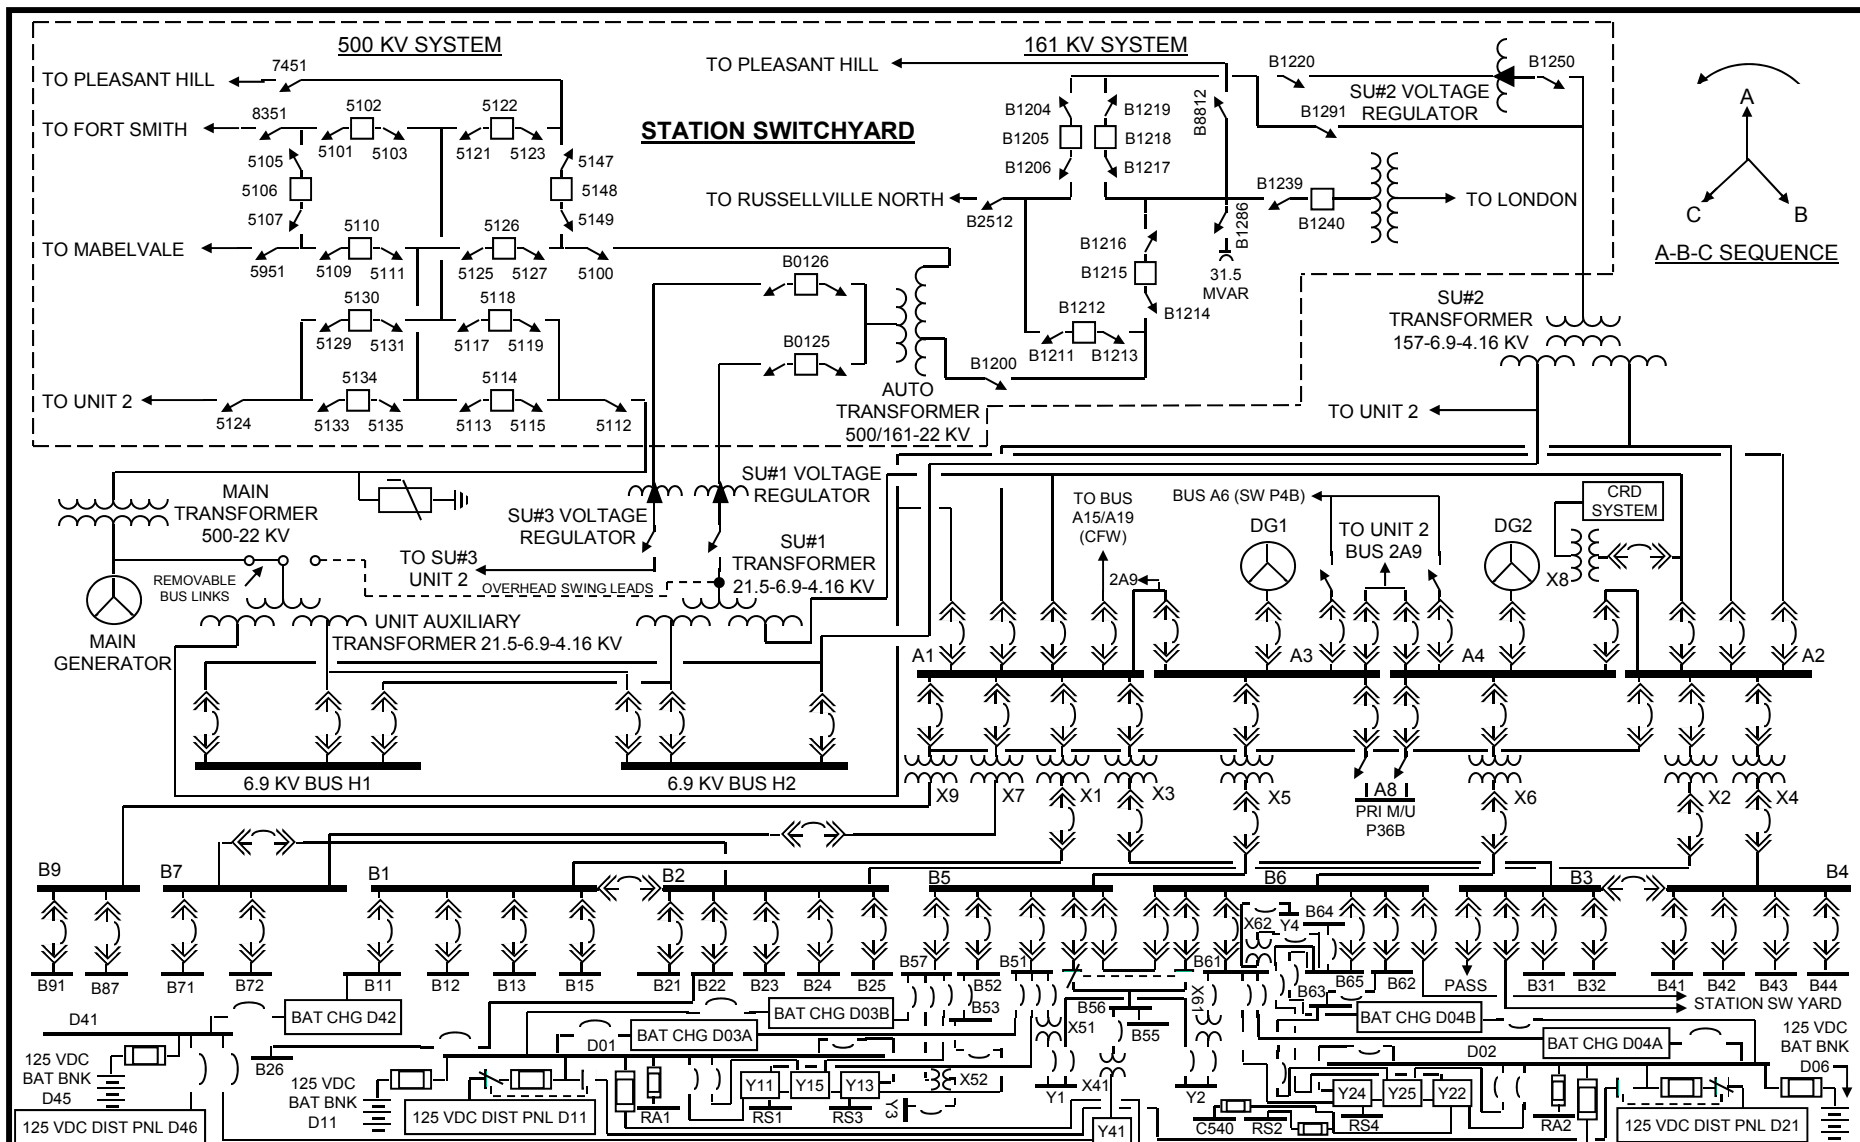 500 KV SYSTEM
161 KV SYSTEM
STATION SWITCHYARD
TO PLEASANT HILL
7451
TO FORT SMITH
8351
5102
5101
5103
5122
5121
5123
5105
5106
5107
5147
5148
5149
TO MABELVALE
5951
5110
5109
5111
5126
5125
5127
5100
5130
5129
5131
5118
5117
5119
TO UNIT 2
5124
5134
5133
5135
5114
5113
5115
5112
TO PLEASANT HILL
B8812
B1204
B1205
B1206
B1219
B1218
B1217
B1220
B1250
SU#2 VOLTAGE
REGULATOR
B1291
TO RUSSELLVILLE NORTH
B2512
B1239
B1240
TO LONDON
B1286
31.5
MVAR
B1216
B1215
B1214
B1212
B1211
B1213
B1200
B0126
B0125
AUTO
TRANSFORMER
500/161-22 KV
A
C
B
A-B-C SEQUENCE
SU#2
TRANSFORMER
157-6.9-4.16 KV
TO UNIT 2
MAIN
TRANSFORMER
500-22 KV
SU#3 VOLTAGE
REGULATOR
SU#1 VOLTAGE
REGULATOR
TO SU#3
UNIT 2
SU#1
TRANSFORMER
21.5-6.9-4.16 KV
OVERHEAD SWING LEADS
REMOVABLE
BUS LINKS
MAIN
GENERATOR
UNIT AUXILIARY
TRANSFORMER 21.5-6.9-4.16 KV
TO BUS
A15/A19
(CFW)
2A9
BUS A6 (SW P4B)
DG1
TO UNIT 2
BUS 2A9
DG2
CRD
SYSTEM
X8
A1
A3
A4
A2
6.9 KV BUS H1
6.9 KV BUS H2
X9
X7
X1
X3
X5
A8
PRI M/U
P36B
X6
X2
X4
B9
B7
B1
B2
B5
B6
B3
B4
B91
B87
B71
B72
B11
B12
B13
B15
B21
B22
B23
B24
B25
B57
B52
B53
B51
B56
B55
B61
X62
Y4
B64
B63
B65
B62
PASS
B31
B32
B41
B42
B43
B44
STATION SW YARD
D41
BAT CHG D42
BAT CHG D03B
BAT CHG D03A
BAT CHG D04B
BAT CHG D04A
X51
X61
X52
X41
B26
D01
D02
125 VDC
BAT BNK
D45
125 VDC
BAT BNK
D11
125 VDC
BAT BNK
D06
125 VDC DIST PNL D46
125 VDC DIST PNL D11
125 VDC DIST PNL D21
RA1
Y11
Y15
Y13
RS1
RS3
Y3
Y1
Y2
Y41
C540
RS2
Y24
Y25
Y22
RS4
RA2